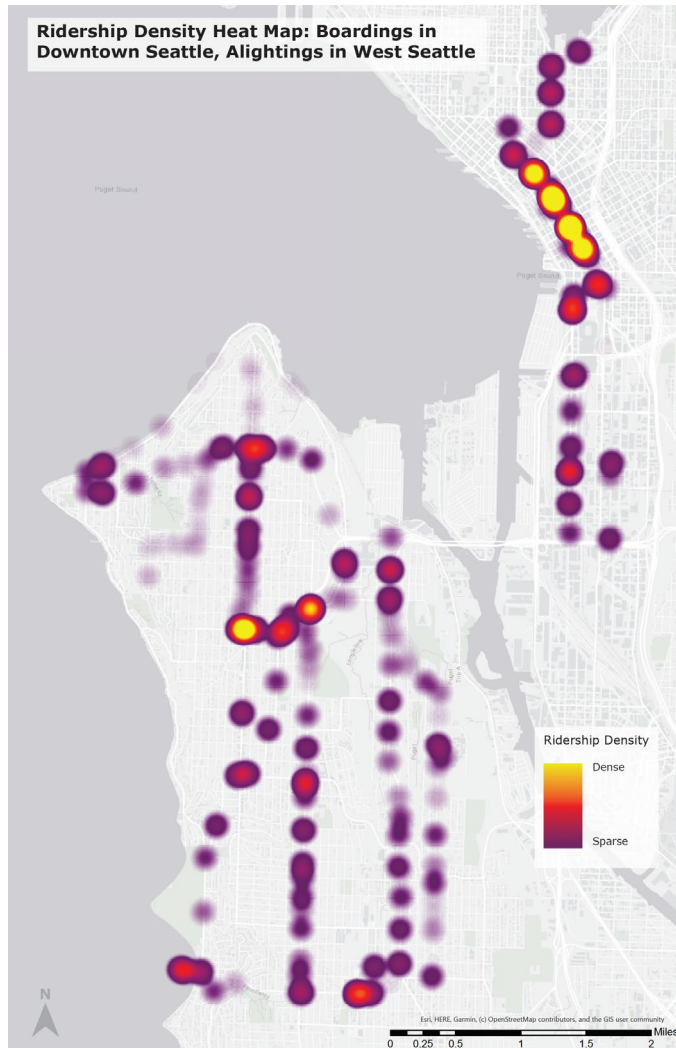 Ridership Density Heat Map: Boardings in
Downtown Seattle, Alightings in West Seattle
Puget Sound
Puget Sound
Puget
Ridership Density
Dense
Sparse
N
Esri, HERE, Garmin, (c) OpenStreetMap contributors, and the GIS user community
Miles
0 0.25 0.5 1 1.5 2